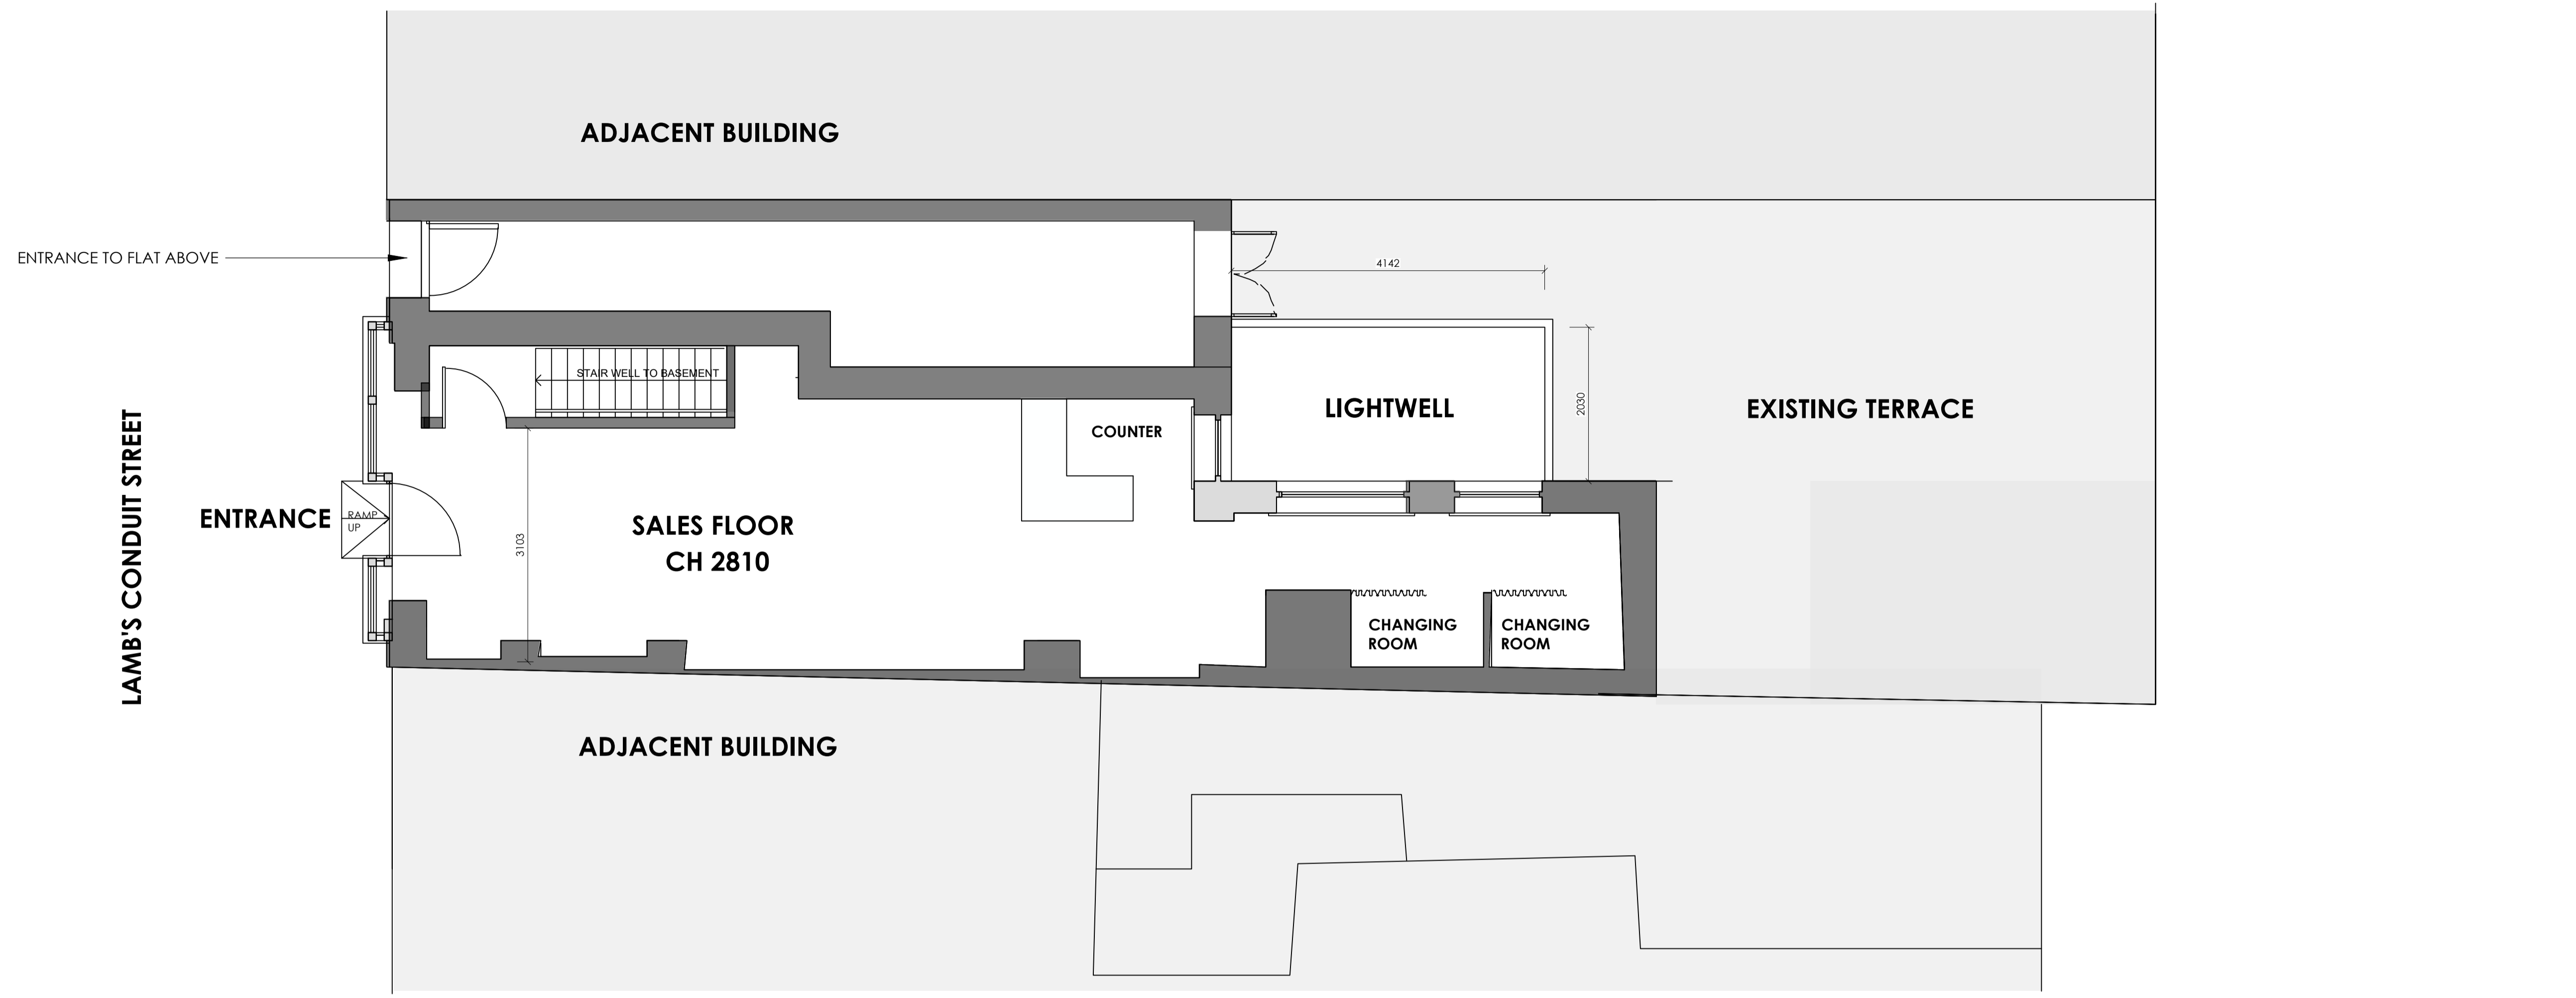 ADJACENT BUILDING
ENTRANCE TO FLAT ABOVE
4142
STAIR WELL TO BASEMENT
COUNTER
LIGHTWELL
2030
EXISTING TERRACE
LAMB'S CONDUIT STREET
ENTRANCE
RAMP
UP
3103
SALES FLOOR
CH 2810
CHANGING
ROOM
CHANGING
ROOM
ADJACENT BUILDING